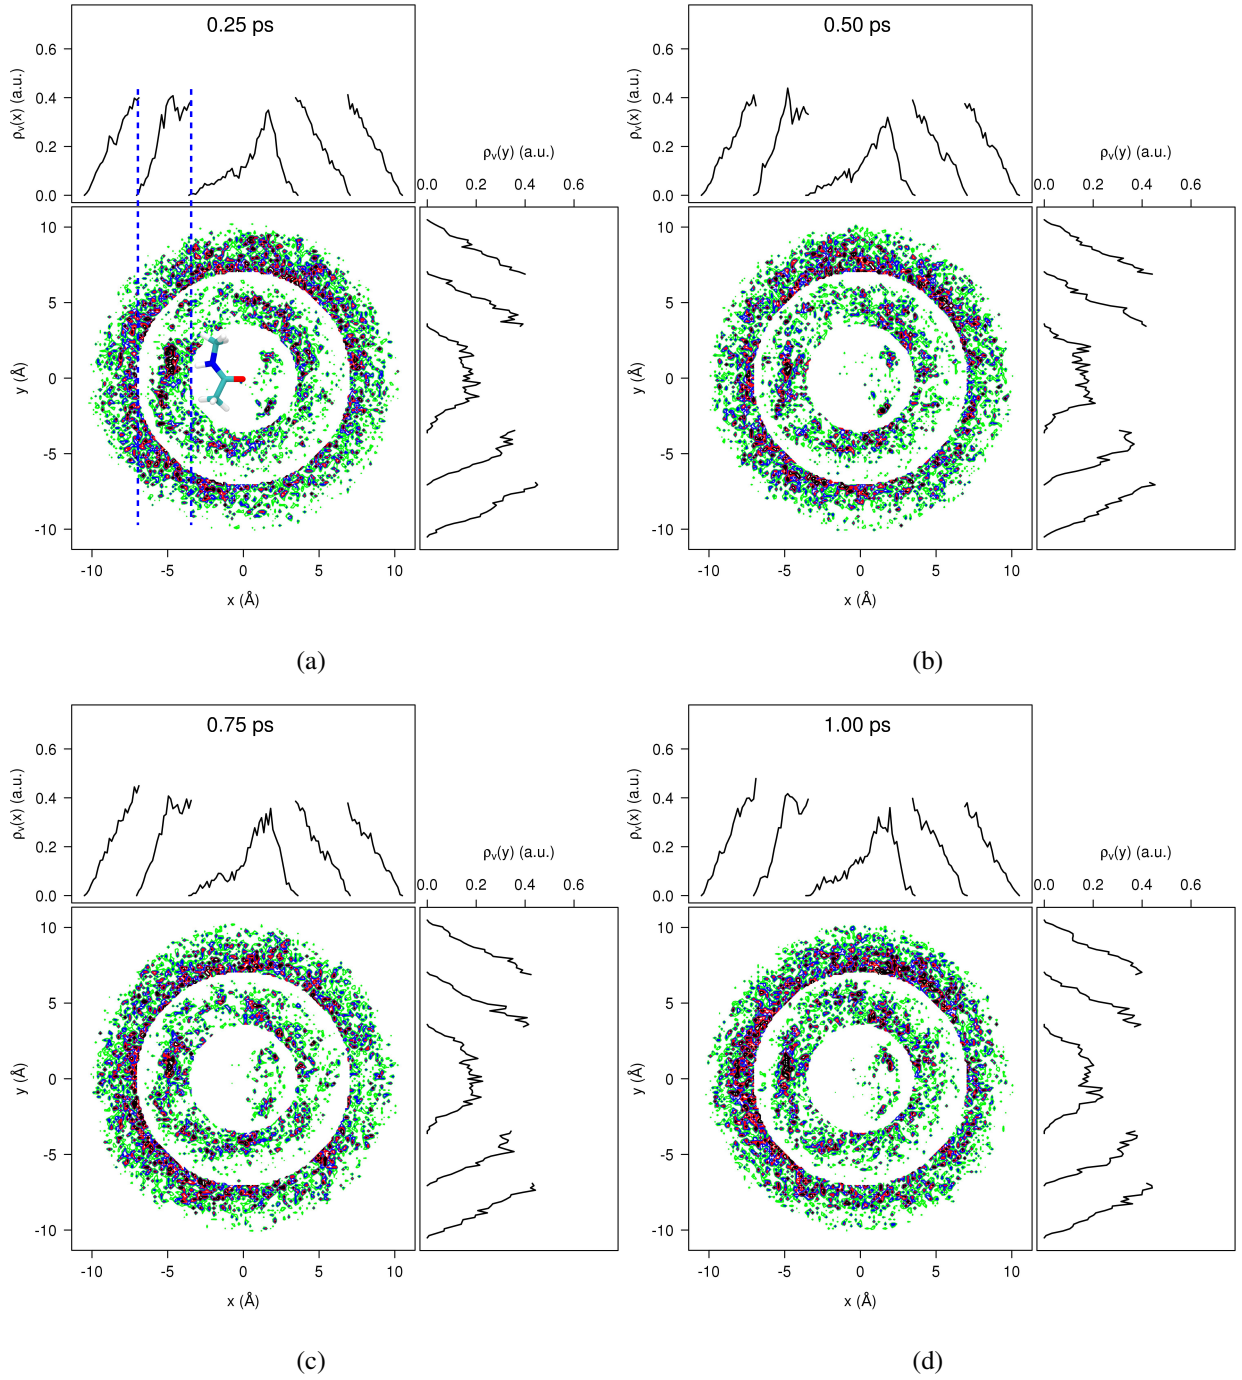 0.25 ps
0.6
0.4
0.2
0.0
ρv(x) (a.u.)
ρv(y) (a.u.)
0.0 0.2 0.4 0.6
10
5
0
-5
-10
y (Å)
-10 -5 0 5 10
x (Å)
(a)
0.50 ps
0.6
0.4
0.2
0.0
ρv(x) (a.u.)
ρv(y) (a.u.)
0.0 0.2 0.4 0.6
10
5
0
-5
-10
y (Å)
-10 -5 0 5 10
x (Å)
(b)
0.75 ps
0.6
0.4
0.2
0.0
ρv(x) (a.u.)
ρv(y) (a.u.)
0.0 0.2 0.4 0.6
10
5
0
-5
-10
y (Å)
-10 -5 0 5 10
x (Å)
(c)
1.00 ps
0.6
0.4
0.2
0.0
ρv(x) (a.u.)
ρv(y) (a.u.)
0.0 0.2 0.4 0.6
10
5
0
-5
-10
y (Å)
-10 -5 0 5 10
x (Å)
(d)